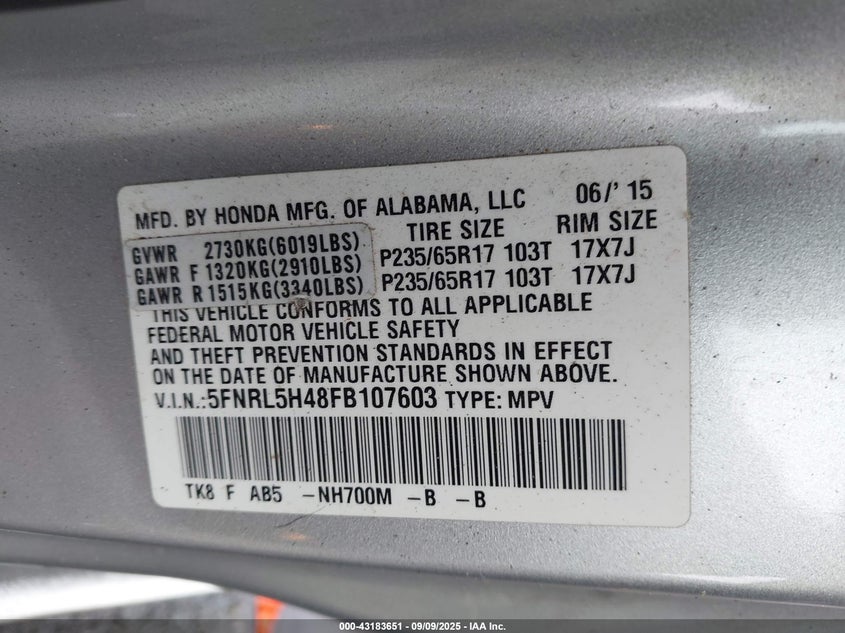 MFD. BY HONDA MFG. OF ALABAMA, LLC 06/'15
TIRE SIZE RIM SIZE
GVWR 2730KG(6019LBS)
GAWR F 1320KG(2910LBS) P235/65R17 103T 17X7J
GAWR R 1515KG(3340LBS) P235/65R17 103T 17X7J
THIS VEHICLE CONFORMS TO ALL APPLICABLE
FEDERAL MOTOR VEHICLE SAFETY
AND THEFT PREVENTION STANDARDS IN EFFECT
ON THE DATE OF MANUFACTURE SHOWN ABOVE.
V.I.N.:5FNRL5H48FB107603 TYPE: MPV
TK8 F AB5 -NH700M -B -B
000-43183651 - 09/09/2025 - IAA Inc.